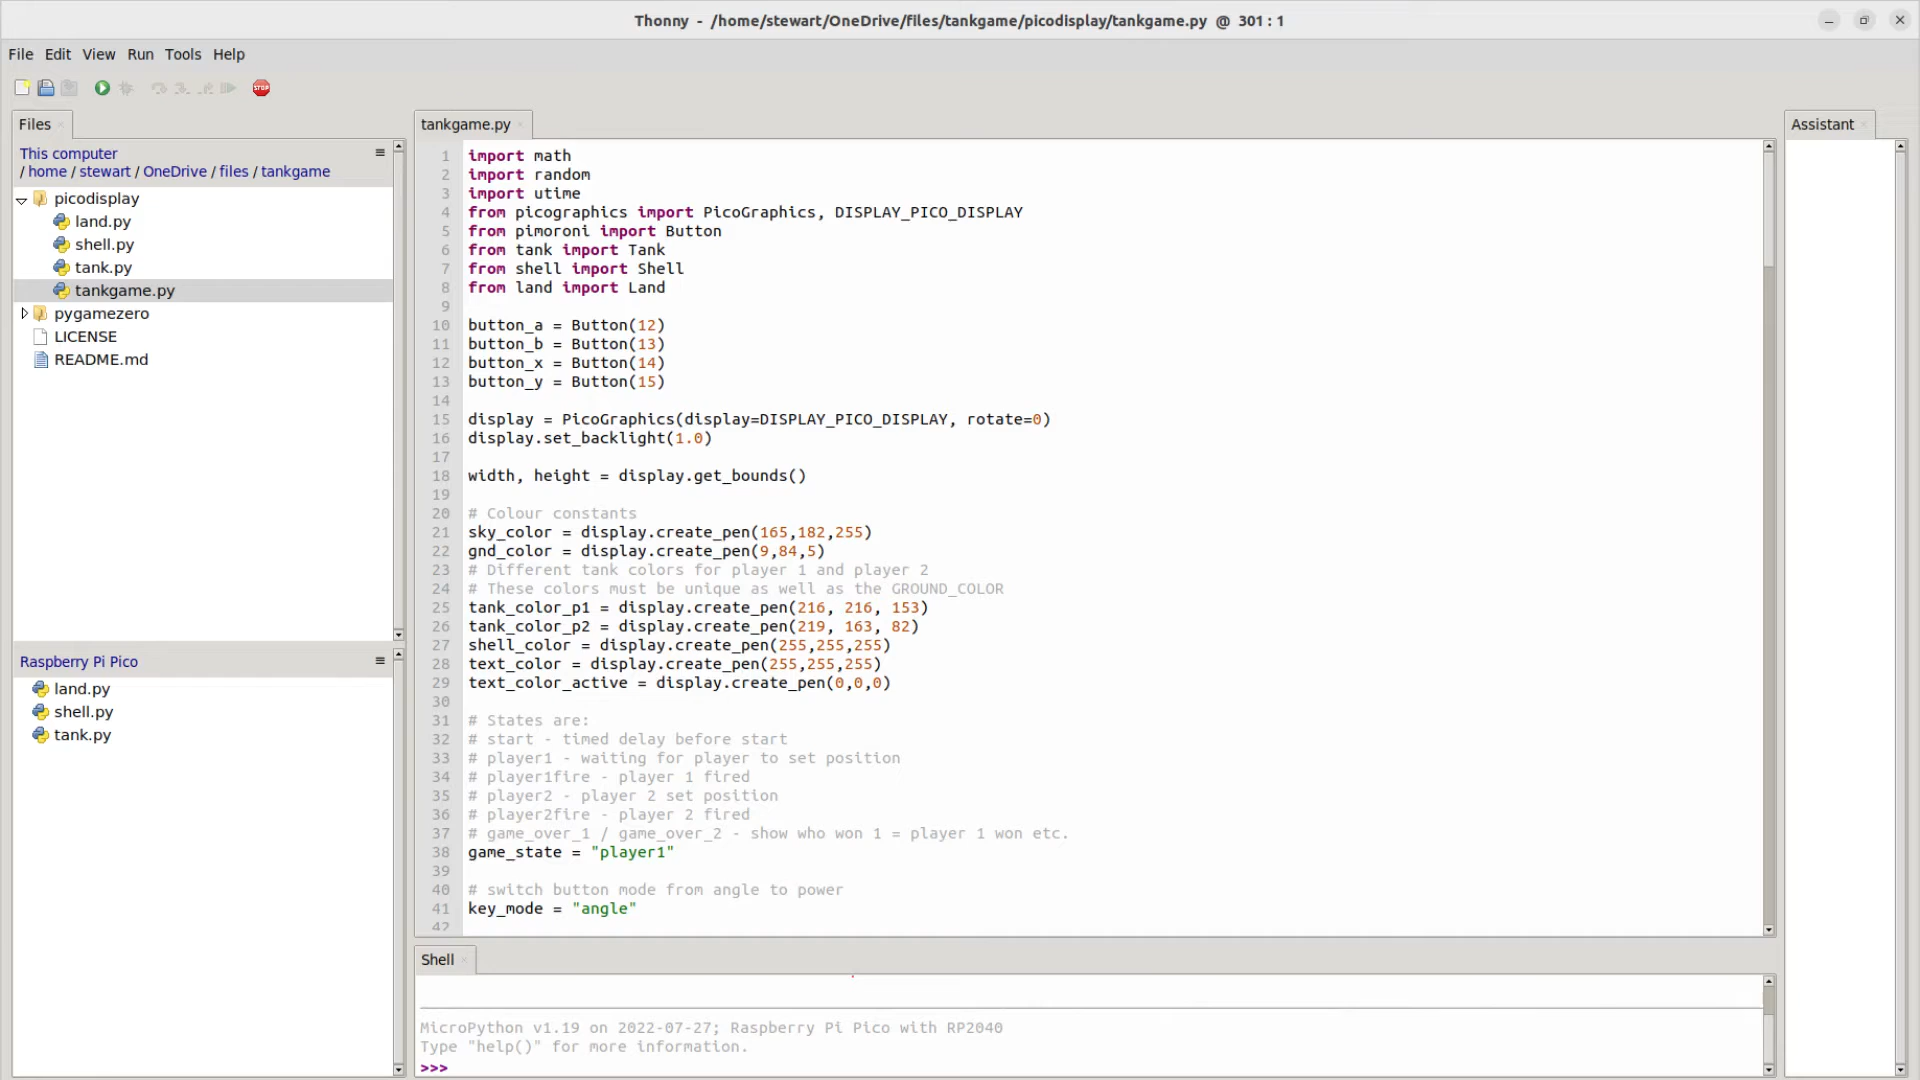 Thonny - /home/stewart/OneDrive/files/tankgame/picodisplay/tankgame.py @ 301 : 1
File Edit View Run Tools Help
STOP
Files
This computer
/ home / stewart / OneDrive / files / tankgame
picodisplay
land.py
shell.py
tank.py
tankgame.py
pygamezero
LICENSE
README.md
Raspberry Pi Pico
land.py
shell.py
tank.py
tankgame.py
1 import math
2 import random
3 import utime
4 from picographics import PicoGraphics, DISPLAY_PICO_DISPLAY
5 from pimoroni import Button
6 from tank import Tank
7 from shell import Shell
8 from land import Land
9
10 button_a = Button(12)
11 button_b = Button(13)
12 button_x = Button(14)
13 button_y = Button(15)
14
15 display = PicoGraphics(display=DISPLAY_PICO_DISPLAY, rotate=0)
16 display.set_backlight(1.0)
17
18 width, height = display.get_bounds()
19
20 # Colour constants
21 sky_color = display.create_pen(165,182,255)
22 gnd_color = display.create_pen(9,84,5)
23 # Different tank colors for player 1 and player 2
24 # These colors must be unique as well as the GROUND_COLOR
25 tank_color_p1 = display.create_pen(216, 216, 153)
26 tank_color_p2 = display.create_pen(219, 163, 82)
27 shell_color = display.create_pen(255,255,255)
28 text_color = display.create_pen(255,255,255)
29 text_color_active = display.create_pen(0,0,0)
30
31 # States are:
32 # start - timed delay before start
33 # player1 - waiting for player to set position
34 # player1fire - player 1 fired
35 # player2 - player 2 set position
36 # player2fire - player 2 fired
37 # game_over_1 / game_over_2 - show who won 1 = player 1 won etc.
38 game_state = "player1"
39
40 # switch button mode from angle to power
41 key_mode = "angle"
42
Shell
MicroPython v1.19 on 2022-07-27; Raspberry Pi Pico with RP2040
Type "help()" for more information.
>>>
Assistant